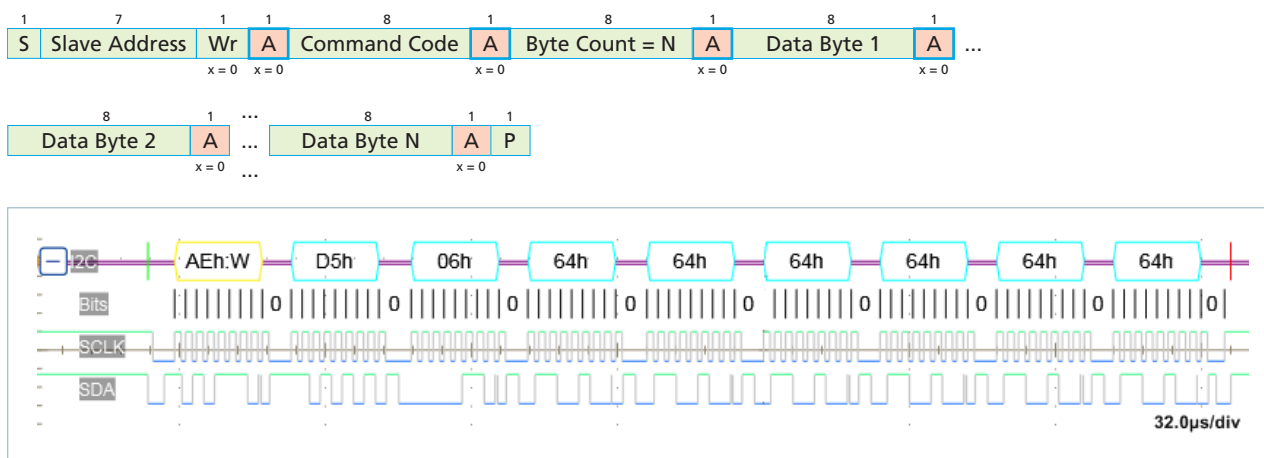 1 7 1 1 8 1 8 1 8 1
S Slave Address Wr A Command Code A Byte Count = N A Data Byte 1 A ...
x = 0 x = 0 x = 0 x = 0 x = 0
8 1 ... 8 1 1
Data Byte 2 A ... Data Byte N A P
x = 0 ... x = 0
I2C AEh:W D5h 06h 64h 64h 64h 64h 64h 64h
Bits 0 0 0 0 0 0 0 0 0
SCLK
SDA
32.0µs/div